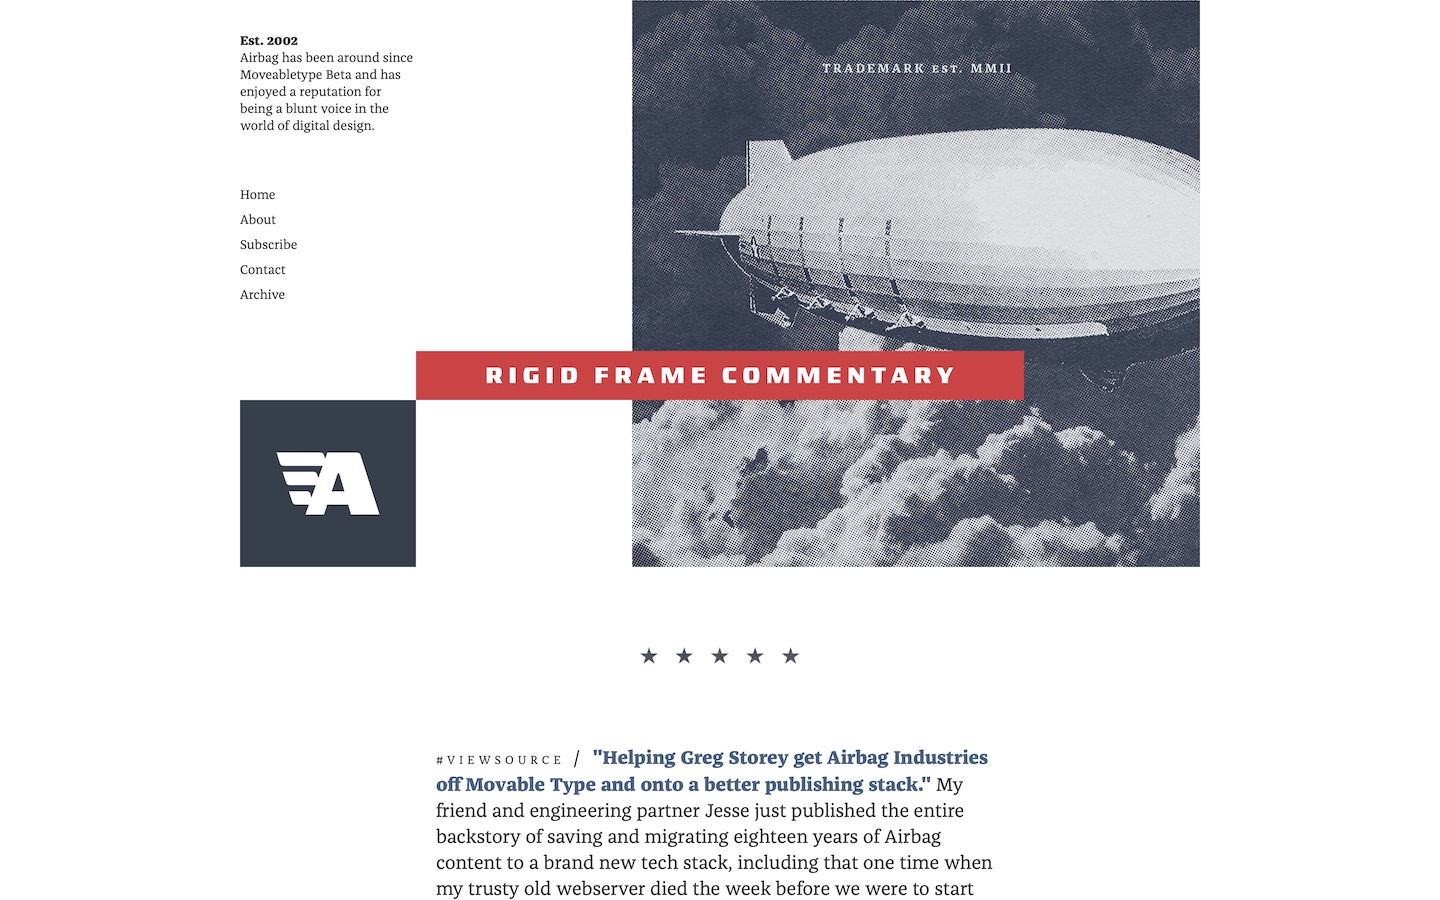 Est. 2002
Airbag has been around since
Moveabletype Beta and has
enjoyed a reputation for
being a blunt voice in the
world of digital design.
Home
About
Subscribe
Contact
Archive
TRADEMARK EST. MMII
RIGID FRAME COMMENTARY
A
#VIEWSOURCE / "Helping Greg Storey get Airbag Industries
off Movable Type and onto a better publishing stack." My
friend and engineering partner Jesse just published the entire
backstory of saving and migrating eighteen years of Airbag
content to a brand new tech stack, including that one time when
my trusty old webserver died the week before we were to start